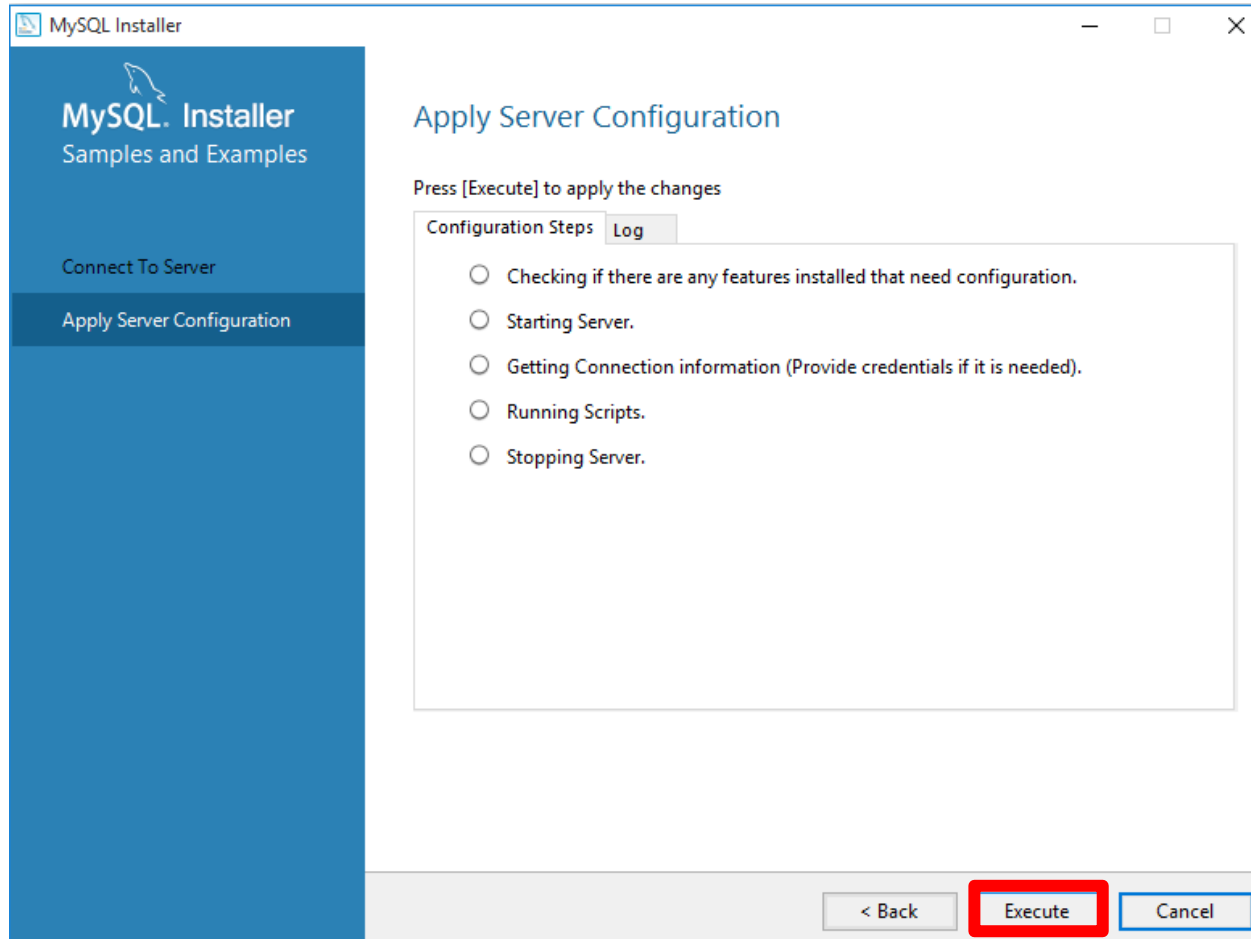 MySQL Installer
MySQL. Installer
Samples and Examples
Connect To Server
Apply Server Configuration
Apply Server Configuration
Press [Execute] to apply the changes
Configuration Steps Log
Checking if there are any features installed that need configuration.
Starting Server.
Getting Connection information (Provide credentials if it is needed).
Running Scripts.
Stopping Server.
< Back Execute Cancel